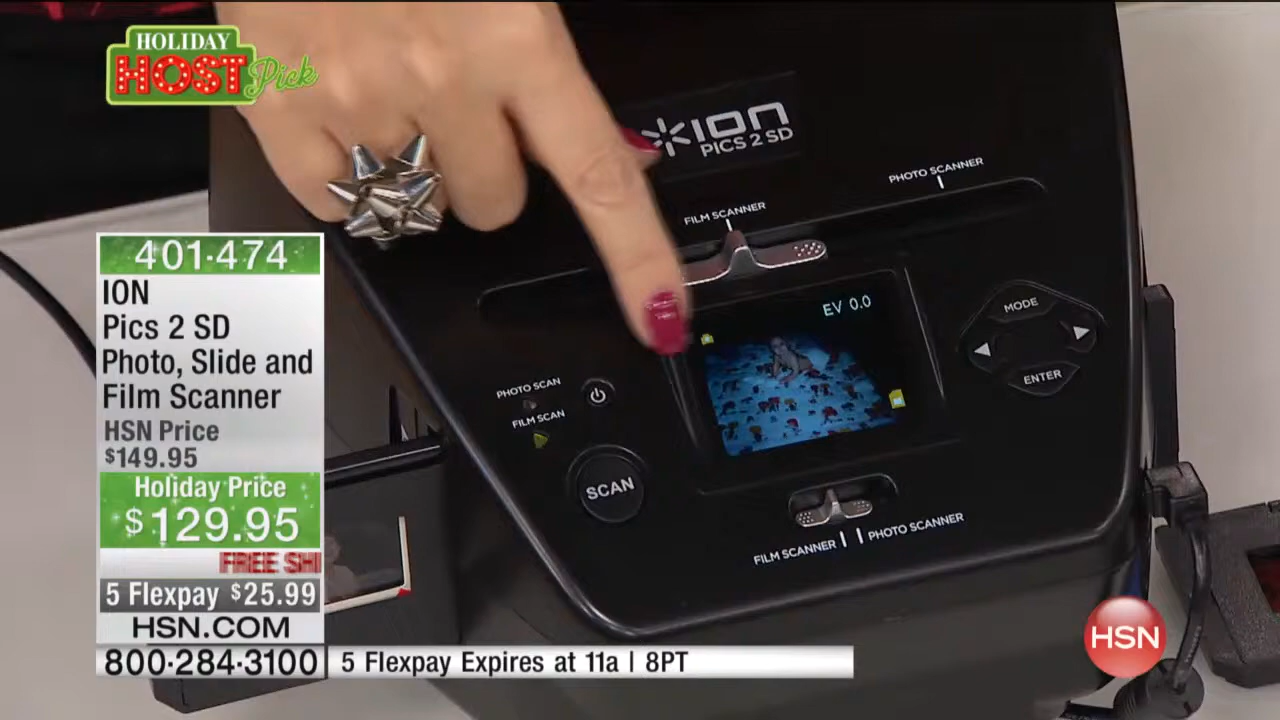 HOLIDAY
HOST
Pick
ION
PICS 2 SD
PHOTO SCANNER
FILM SCANNER
EV 0.0
MODE
ENTER
PHOTO SCAN
FILM SCAN
SCAN
FILM SCANNER
PHOTO SCANNER
401·474
ION
Pics 2 SD
Photo, Slide and
Film Scanner
HSN Price
$149.95
Holiday Price
$129.95
FREE SHI
5 Flexpay $25.99
HSN.COM
800·284·3100
5 Flexpay Expires at 11a | 8PT
HSN